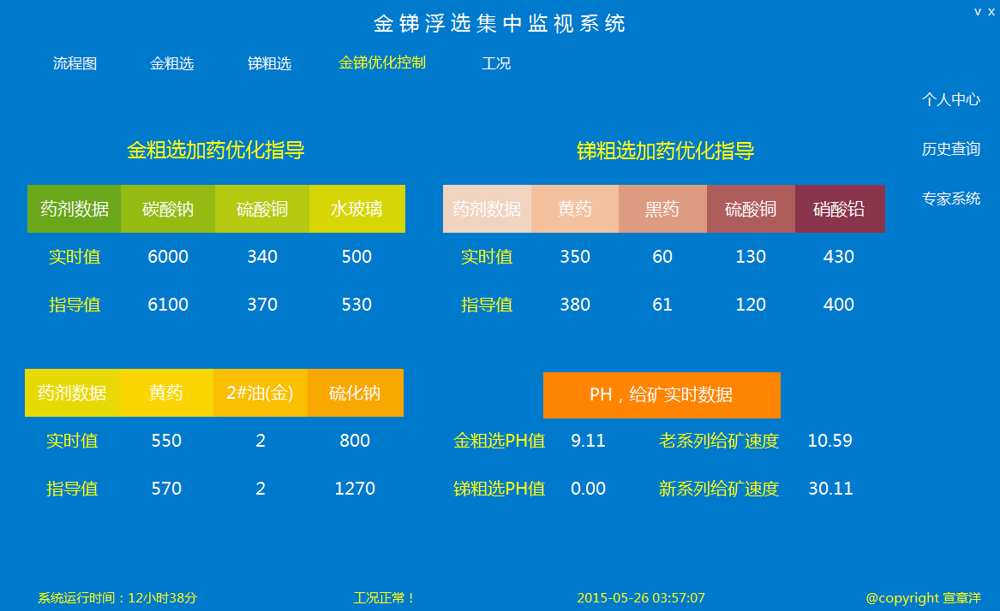 v x
金锑浮选集中监视系统
流程图 金粗选 锑粗选 金锑优化控制 工况
个人中心
历史查询
专家系统
金粗选加药优化指导
药剂数据 碳酸钠 硫酸铜 水玻璃
实时值 6000 340 500
指导值 6100 370 530
锑粗选加药优化指导
药剂数据 黄药 黑药 硫酸铜 硝酸铅
实时值 350 60 130 430
指导值 380 61 120 400
药剂数据 黄药 2#油(金) 硫化钠
实时值 550 2 800
指导值 570 2 1270
PH，给矿实时数据
金粗选PH值 9.11 老系列给矿速度 10.59
锑粗选PH值 0.00 新系列给矿速度 30.11
系统运行时间：12小时38分 工况正常！ 2015-05-26 03:57:07 @copyright 宣章洋